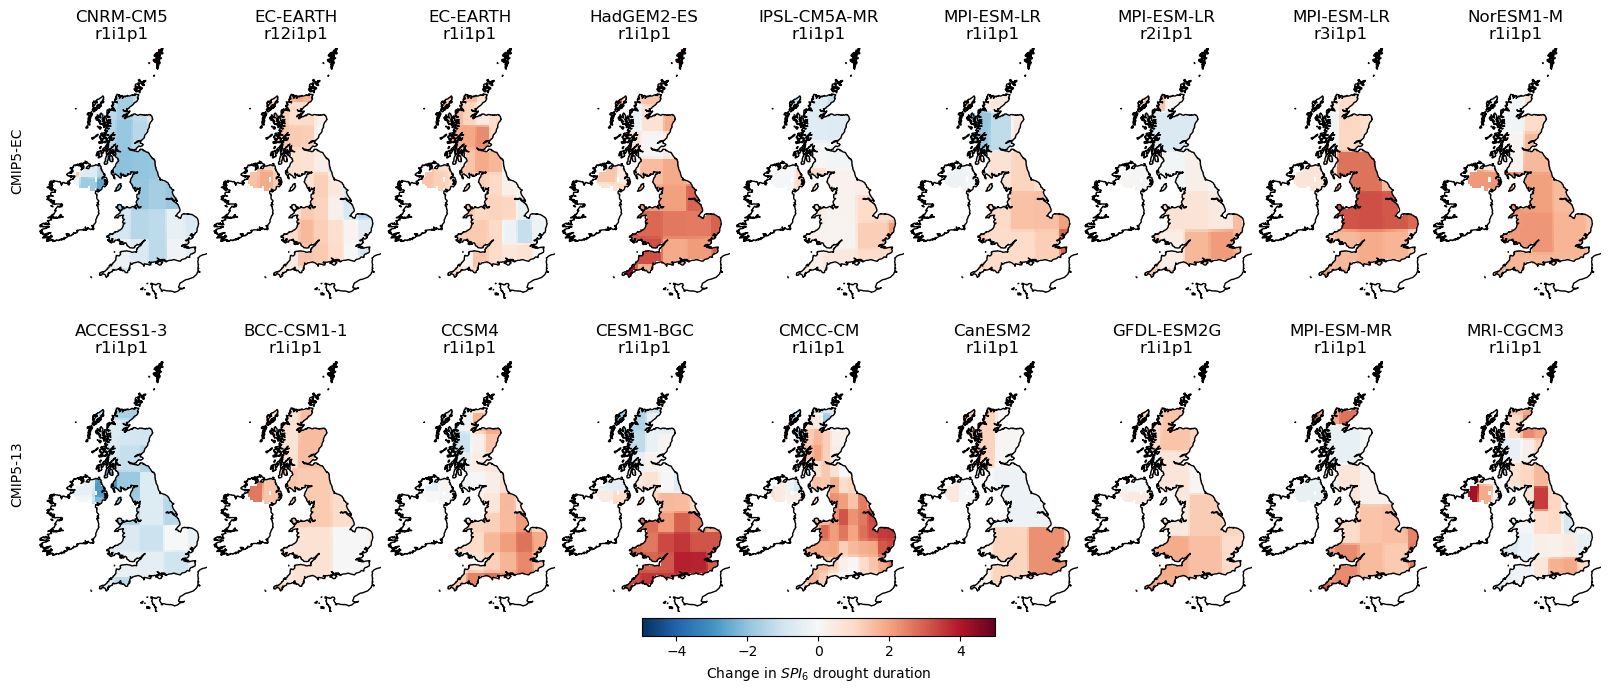 CNRM-CM5 EC-EARTH EC-EARTH HadGEM2-ES IPSL-CM5A-MR MPI-ESM-LR MPI-ESM-LR MPI-ESM-LR NorESM1-M
r1i1p1 r12i1p1 r1i1p1 r1i1p1 r1i1p1 r1i1p1 r2i1p1 r3i1p1 r1i1p1
CMIP5-EC
ACCESS1-3 BCC-CSM1-1 CCSM4 CESM1-BGC CMCC-CM CanESM2 GFDL-ESM2G MPI-ESM-MR MRI-CGCM3
r1i1p1 r1i1p1 r1i1p1 r1i1p1 r1i1p1 r1i1p1 r1i1p1 r1i1p1 r1i1p1
CMIP5-13
−4 −2 0 2 4
Change in SPI₆ drought duration